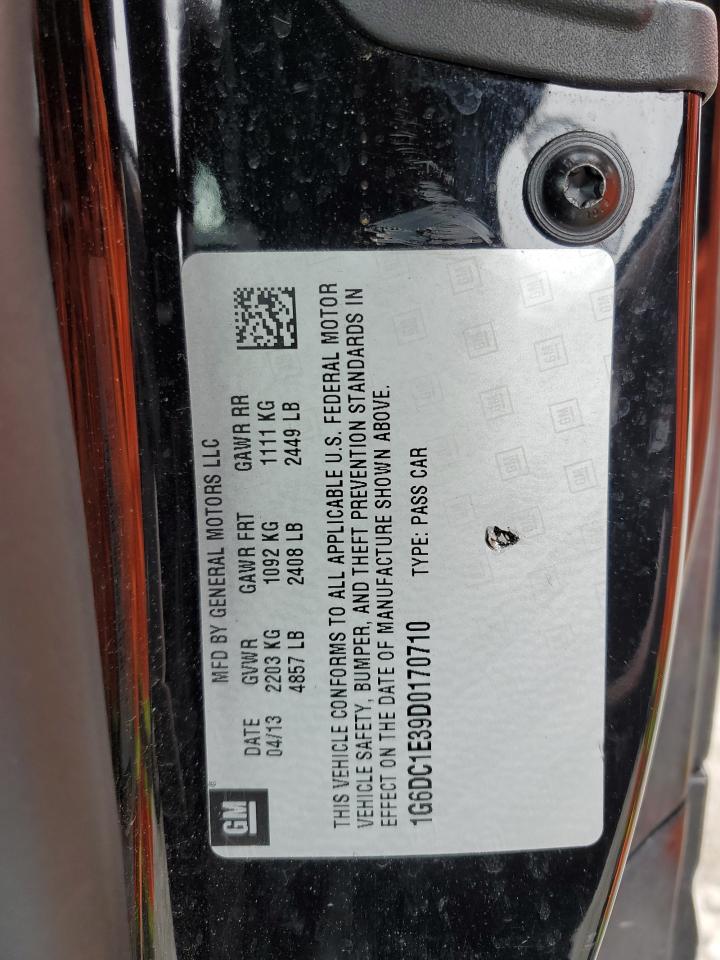 GM
MFD BY GENERAL MOTORS LLC
DATE GVWR GAWR FRT GAWR RR
04/13 2203 KG 1092 KG 1111 KG
4857 LB 2408 LB 2449 LB
THIS VEHICLE CONFORMS TO ALL APPLICABLE U.S. FEDERAL MOTOR
VEHICLE SAFETY, BUMPER, AND THEFT PREVENTION STANDARDS IN
EFFECT ON THE DATE OF MANUFACTURE SHOWN ABOVE.
1G6DC1E39D0170710 TYPE: PASS CAR